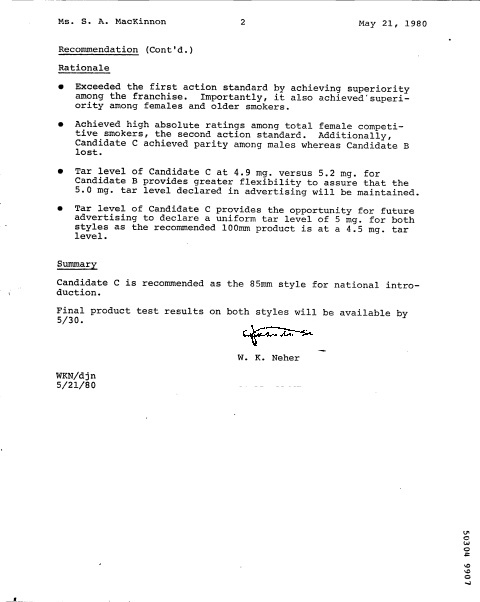 Ms. S. A. MacKinnon 2 May 21, 1980
Recommendation (Cont'd.)
Rationale
● Exceeded the first action standard by achieving superiority
among the franchise. Importantly, it also achieved superi-
ority among females and older smokers.
● Achieved high absolute ratings among total female competi-
tive smokers, the second action standard. Additionally,
Candidate C achieved parity among males whereas Candidate B
lost.
● Tar level of Candidate C at 4.9 mg. versus 5.2 mg. for
Candidate B provides greater flexibility to assure that the
5.0 mg. tar level declared in advertising will be maintained.
● Tar level of Candidate C provides the opportunity for future
advertising to declare a uniform tar level of 5 mg. for both
styles as the recommended 100mm product is at a 4.5 mg. tar
level.
Summary
Candidate C is recommended as the 85mm style for national intro-
duction.
Final product test results on both styles will be available by
5/30.
W. K. Neher
WKN/djn
5/21/80
50304 9907